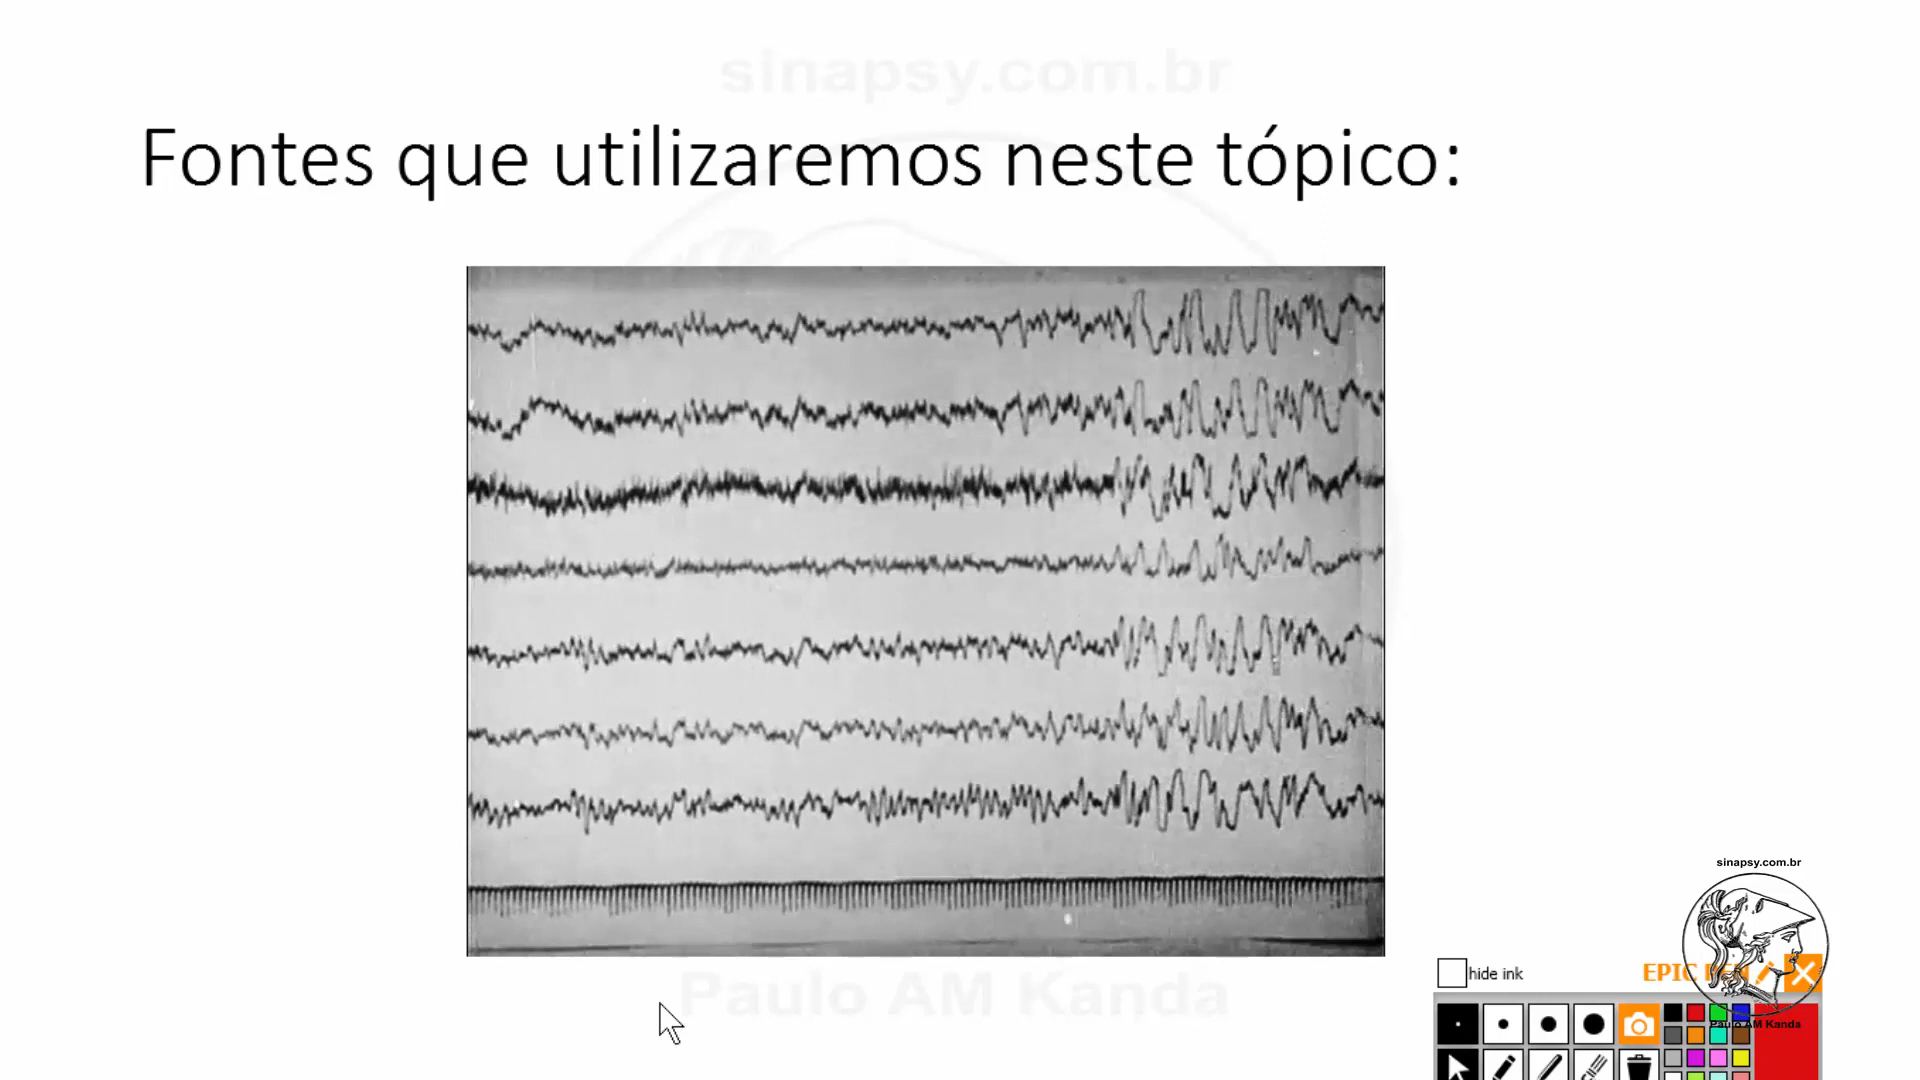 sinapsy.com.br
Fontes que utilizaremos neste tópico:
sinapsy.com.br
Paulo AM Kanda
hide ink
EPIC
Paulo AM Kanda